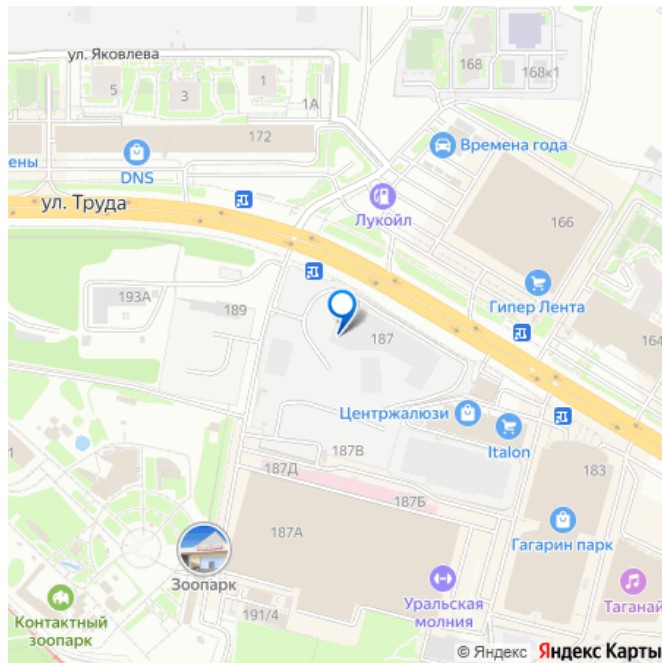 ул. Яковлева
168
168к1
5
3
1
1А
172
Времена года
ены
DNS
ул. Труда
Лукойл
166
193А
189
Гипер Лента
187
164
Центржалюзи
Italon
187В
187Д
187Б
183
187А
Гагарин парк
1
Зоопарк
Контактный
зоопарк
191/4
Уральская
молния
Таганай
© Яндекс Яндекс Карты